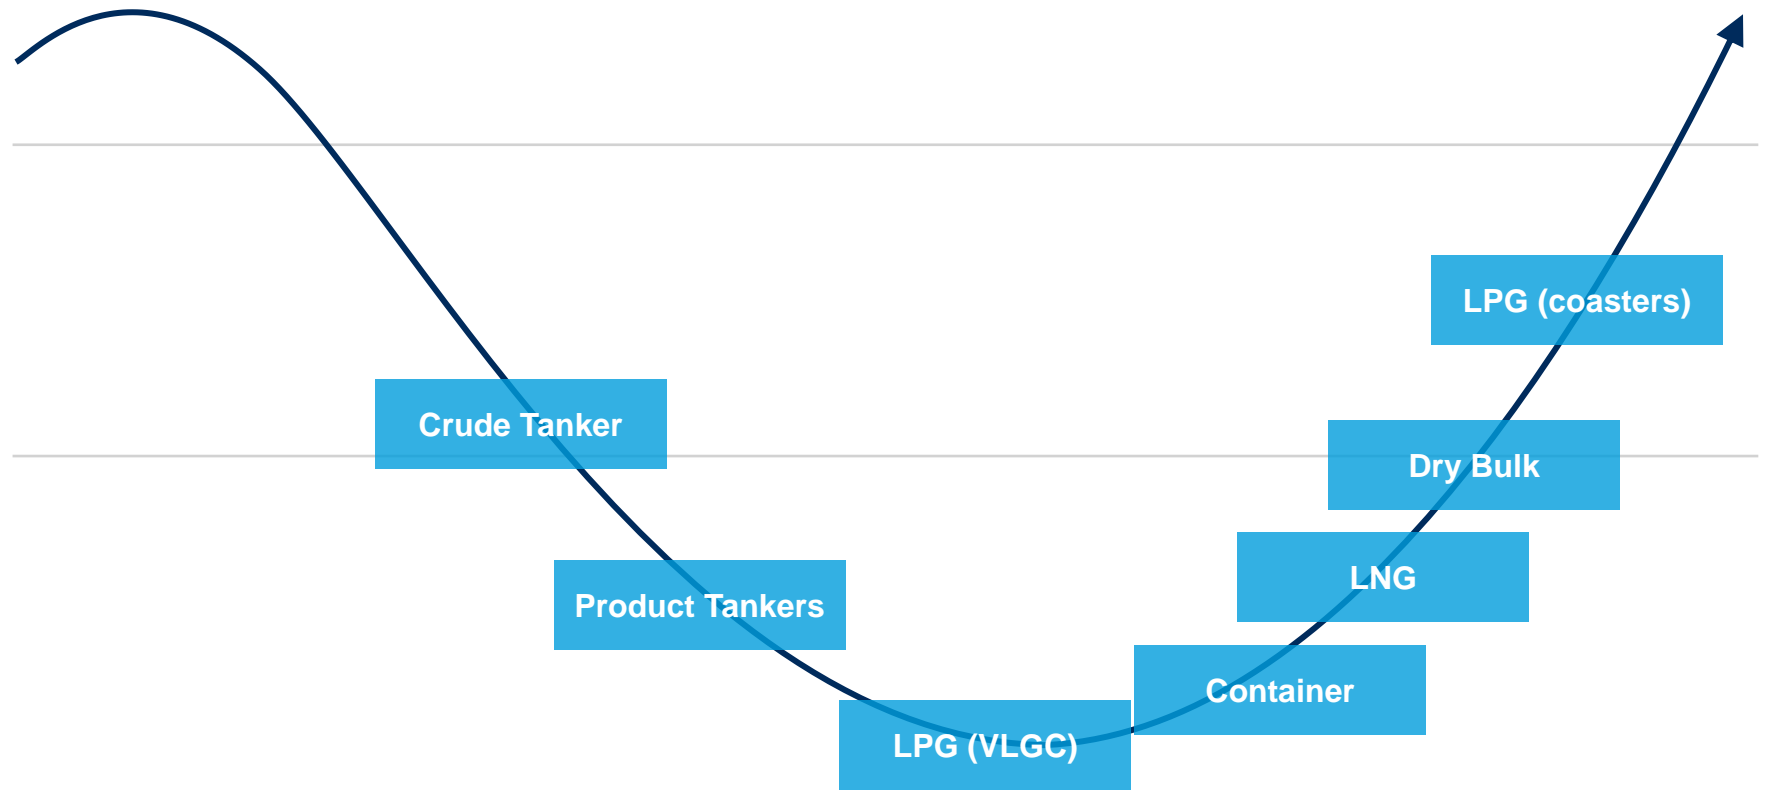 LPG (coasters)
Crude Tanker
Dry Bulk
LNG
Product Tankers
Container
LPG (VLGC)